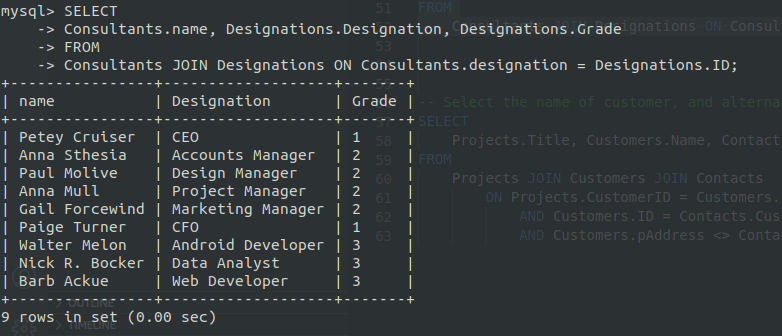 mysql> SELECT
    -> Consultants.name, Designations.Designation, Designations.Grade
    -> FROM
    -> Consultants JOIN Designations ON Consultants.designation = Designations.ID;
+----------------+-------------------+-------+
| name           | Designation       | Grade |
+----------------+-------------------+-------+
| Petey Cruiser  | CEO               | 1     |
| Anna Sthesia   | Accounts Manager  | 2     |
| Paul Molive    | Design Manager    | 2     |
| Anna Mull      | Project Manager   | 2     |
| Gail Forcewind | Marketing Manager | 2     |
| Paige Turner   | CFO               | 1     |
| Walter Melon   | Android Developer | 3     |
| Nick R. Bocker | Data Analyst      | 3     |
| Barb Ackue     | Web Developer     | 3     |
+----------------+-------------------+-------+
9 rows in set (0.00 sec)
51 FROM
Consultants JOIN Designations ON Consul
53
-- Select the name of customer, and alterna
57 SELECT
58 Projects.Title, Customers.Name, Contact
59 FROM
60 Projects JOIN Customers JOIN Contacts
61 ON Projects.CustomerID = Customers.
62 AND Customers.ID = Contacts.Cus
63 AND Customers.pAddress <> Conta
> OUTLINE
> TIMELINE